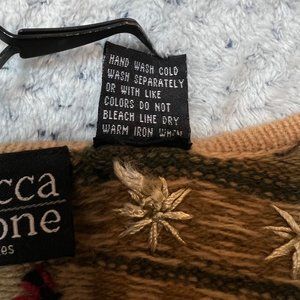 HAND WASH COLD
WASH SEPARATELY
OR WITH LIKE
COLORS DO NOT
BLEACH LINE DRY
WARM IRON WHEN
cca
one
es